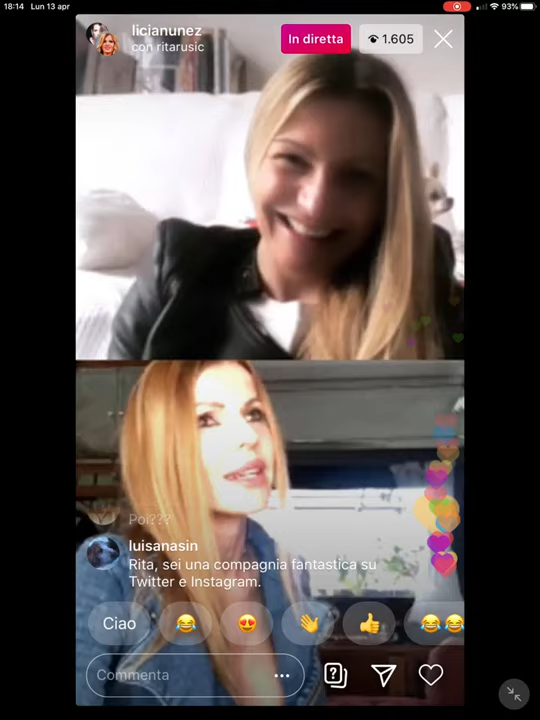 18:14 Lun 13 apr 93%
licianunez
con ritarusic
In diretta
1.605
Poi???
luisanasin
Rita, sei una compagnia fantastica su
Twitter e Instagram.
Ciao
Commenta